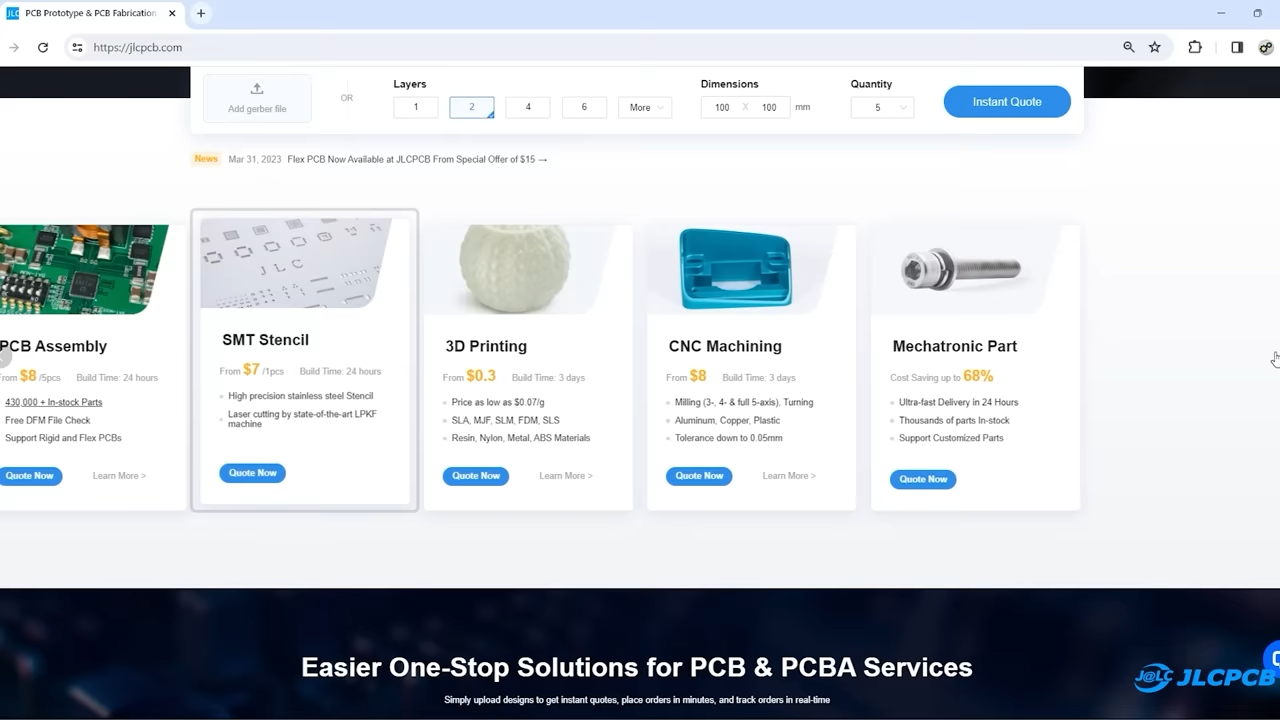 JLC PCB Prototype & PCB Fabrication
https://jlcpcb.com
Add gerber file
OR
Layers
1
2
4
6
More
Dimensions
100 X 100 mm
Quantity
5
Instant Quote
News Mar 31, 2023 Flex PCB Now Available at JLCPCB From Special Offer of $15 →
PCB Assembly
From $8 /5pcs Build Time: 24 hours
430,000 + In-stock Parts
Free DFM File Check
Support Rigid and Flex PCBs
Quote Now
Learn More >
JLC
SMT Stencil
From $7 /1pcs Build Time: 24 hours
High precision stainless steel Stencil
Laser cutting by state-of-the-art LPKF
machine
Quote Now
3D Printing
From $0.3 Build Time: 3 days
Price as low as $0.07/g
SLA, MJF, SLM, FDM, SLS
Resin, Nylon, Metal, ABS Materials
Quote Now
Learn More >
CNC Machining
From $8 Build Time: 3 days
Milling (3-, 4- & full 5-axis), Turning
Aluminum, Copper, Plastic
Tolerance down to 0.05mm
Quote Now
Learn More >
Mechatronic Part
Cost Saving up to 68%
Ultra-fast Delivery in 24 Hours
Thousands of parts In-stock
Support Customized Parts
Quote Now
Easier One-Stop Solutions for PCB & PCBA Services
Simply upload designs to get instant quotes, place orders in minutes, and track orders in real-time
J@LC JLCPCB